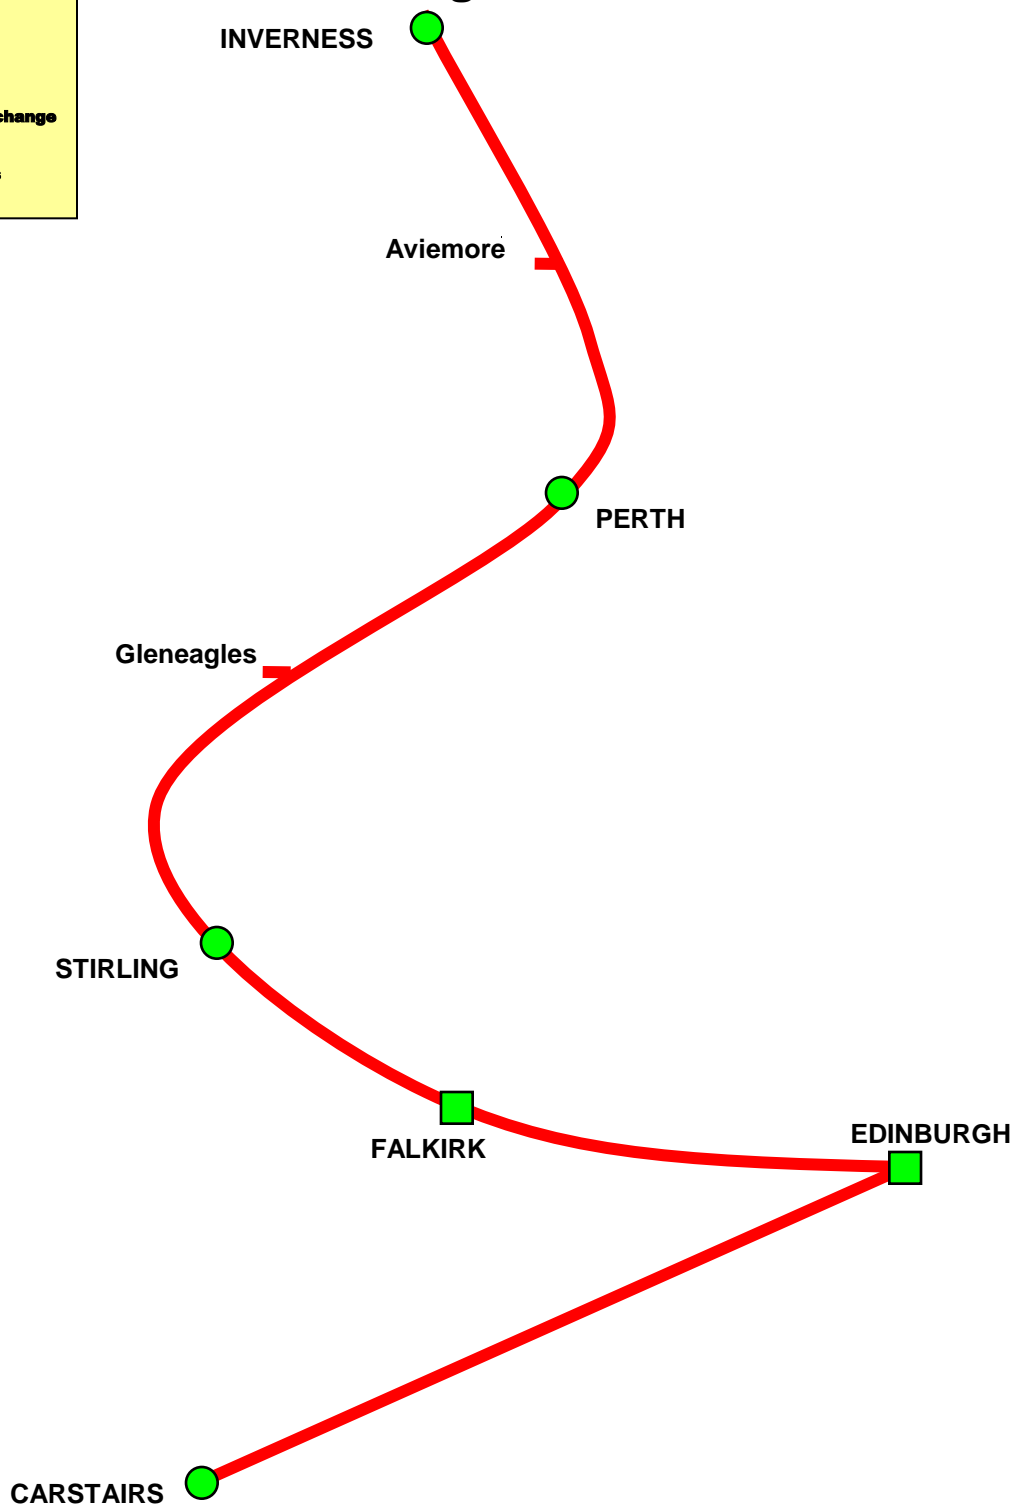 INVERNESS
change
s
Aviemore
PERTH
Gleneagles
STIRLING
EDINBURGH
FALKIRK
CARSTAIRS